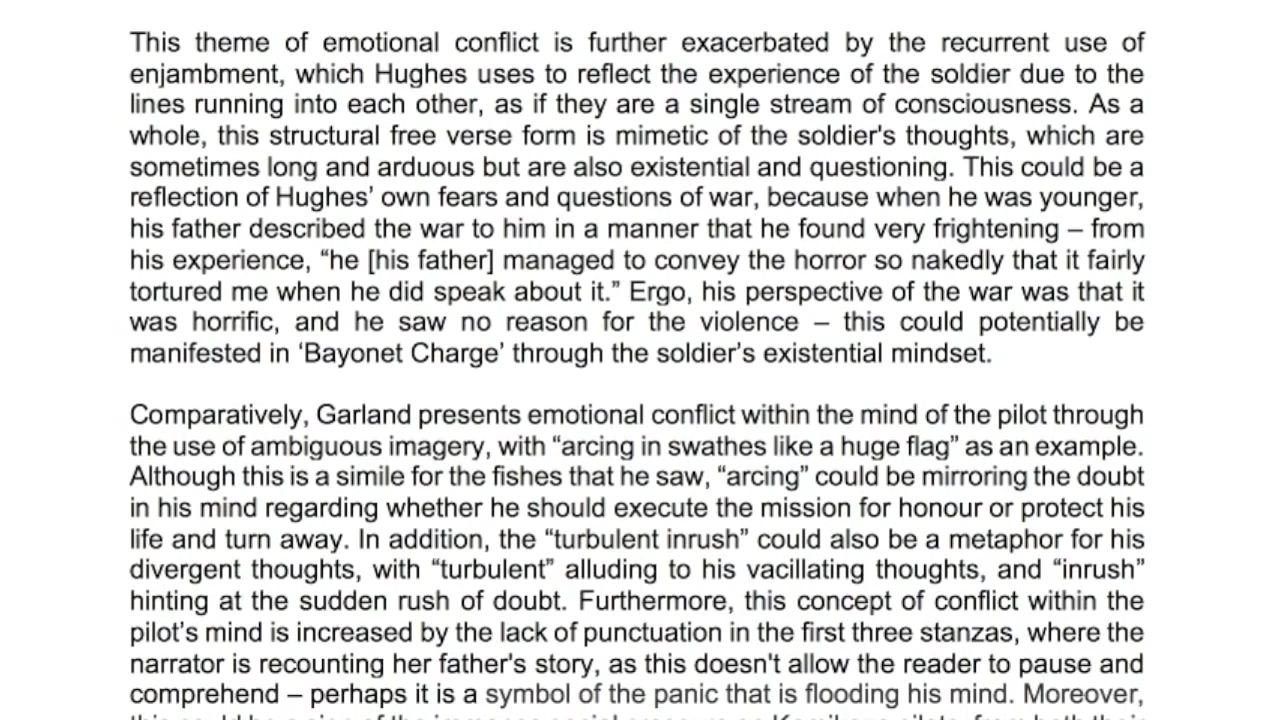 This theme of emotional conflict is further exacerbated by the recurrent use of
enjambment, which Hughes uses to reflect the experience of the soldier due to the
lines running into each other, as if they are a single stream of consciousness. As a
whole, this structural free verse form is mimetic of the soldier's thoughts, which are
sometimes long and arduous but are also existential and questioning. This could be a
reflection of Hughes’ own fears and questions of war, because when he was younger,
his father described the war to him in a manner that he found very frightening – from
his experience, “he [his father] managed to convey the horror so nakedly that it fairly
tortured me when he did speak about it.” Ergo, his perspective of the war was that it
was horrific, and he saw no reason for the violence – this could potentially be
manifested in ‘Bayonet Charge’ through the soldier’s existential mindset.
Comparatively, Garland presents emotional conflict within the mind of the pilot through
the use of ambiguous imagery, with “arcing in swathes like a huge flag” as an example.
Although this is a simile for the fishes that he saw, “arcing” could be mirroring the doubt
in his mind regarding whether he should execute the mission for honour or protect his
life and turn away. In addition, the “turbulent inrush” could also be a metaphor for his
divergent thoughts, with “turbulent” alluding to his vacillating thoughts, and “inrush”
hinting at the sudden rush of doubt. Furthermore, this concept of conflict within the
pilot’s mind is increased by the lack of punctuation in the first three stanzas, where the
narrator is recounting her father's story, as this doesn't allow the reader to pause and
comprehend – perhaps it is a symbol of the panic that is flooding his mind. Moreover,